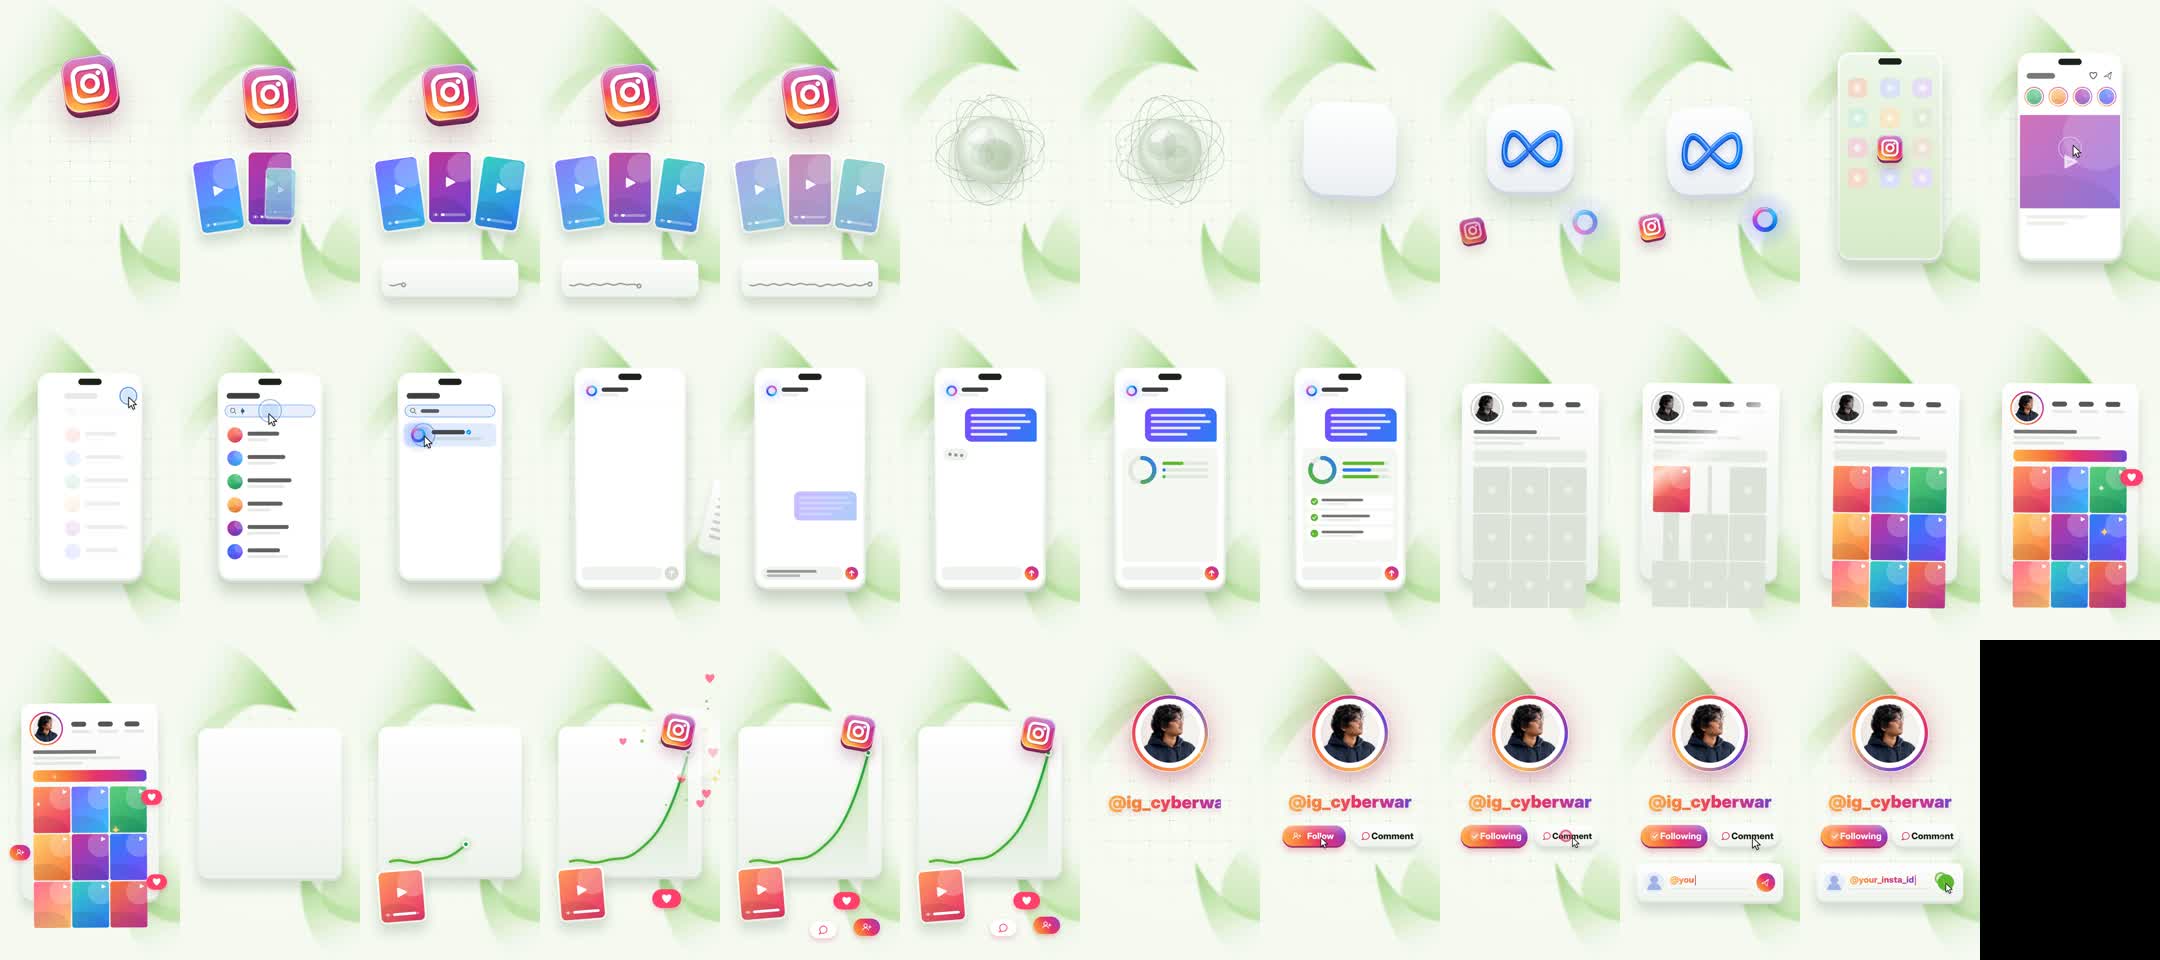 @ig_cyberwa
@ig_cyberwar
Follow
Comment
@ig_cyberwar
Following
Comment
@ig_cyberwar
Following
Comment
@you
@ig_cyberwar
Following
Comment
@your_insta_id